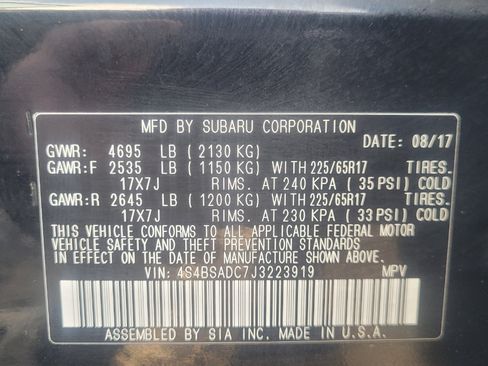 MFD BY SUBARU CORPORATION
DATE: 08/17
GVWR: 4695 LB ( 2130 KG)
GAWR:F 2535 LB ( 1150 KG) WITH 225/65R17 TIRES.
17X7J RIMS. AT 240 KPA ( 35 PSI) COLD
GAWR:R 2645 LB ( 1200 KG) WITH 225/65R17 TIRES.
17X7J RIMS. AT 230 KPA ( 33 PSI) COLD
THIS VEHICLE CONFORMS TO ALL APPLICABLE FEDERAL MOTOR
VEHICLE SAFETY AND THEFT PREVENTION STANDARDS IN
EFFECT ON DATE OF MANUFACTURE SHOWN ABOVE.
VIN: 4S4BSADC7J3223919 MPV
ASSEMBLED BY SIA INC. MADE IN U.S.A.